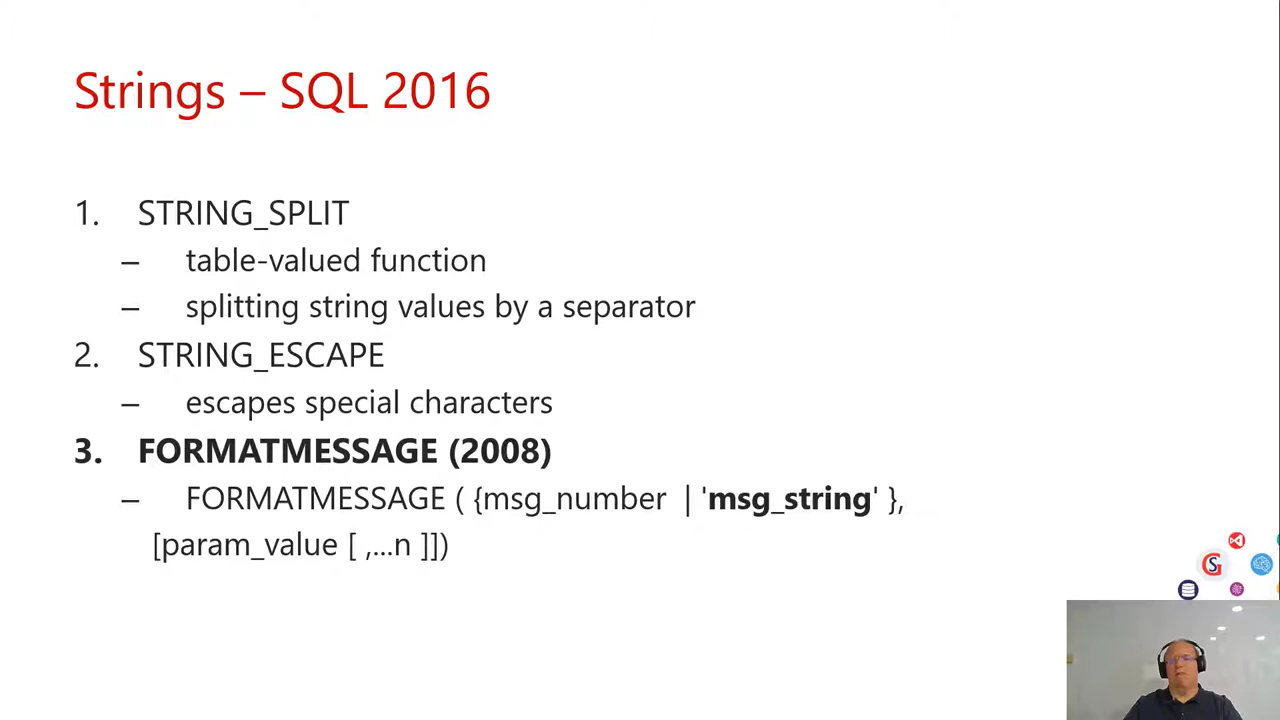 Strings – SQL 2016
1. STRING_SPLIT
– table-valued function
– splitting string values by a separator
2. STRING_ESCAPE
– escapes special characters
3. FORMATMESSAGE (2008)
– FORMATMESSAGE ( {msg_number | 'msg_string' },
[param_value [ ,...n ]])